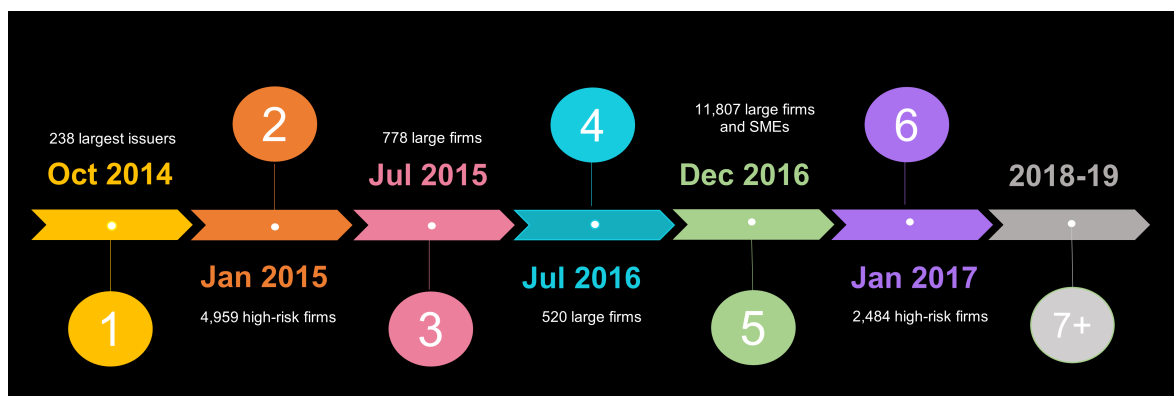 238 largest issuers
Oct 2014
1
2
Jan 2015
4,959 high-risk firms
778 large firms
Jul 2015
3
4
Jul 2016
520 large firms
11,807 large firms
and SMEs
Dec 2016
5
6
Jan 2017
2,484 high-risk firms
2018-19
7+